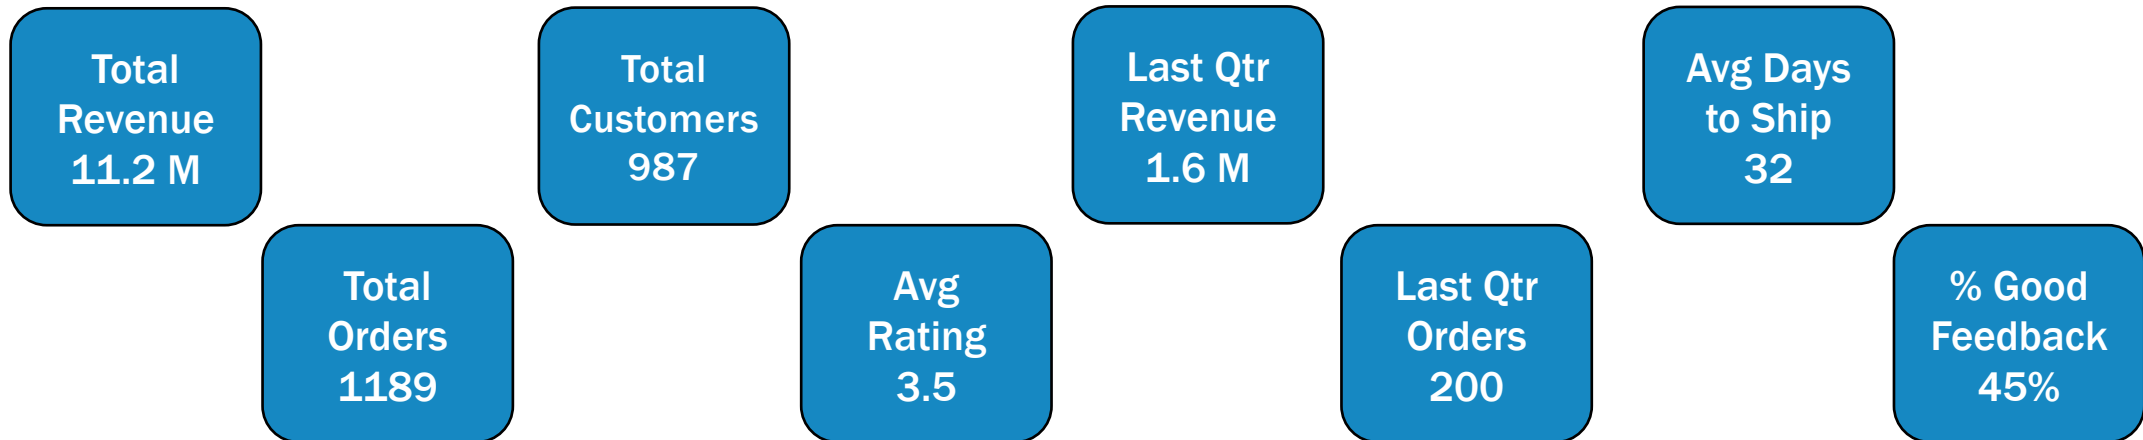 Total
Revenue
11.2 M
Total
Orders
1189
Total
Customers
987
Avg
Rating
3.5
Last Qtr
Revenue
1.6 M
Last Qtr
Orders
200
Avg Days
to Ship
32
% Good
Feedback
45%